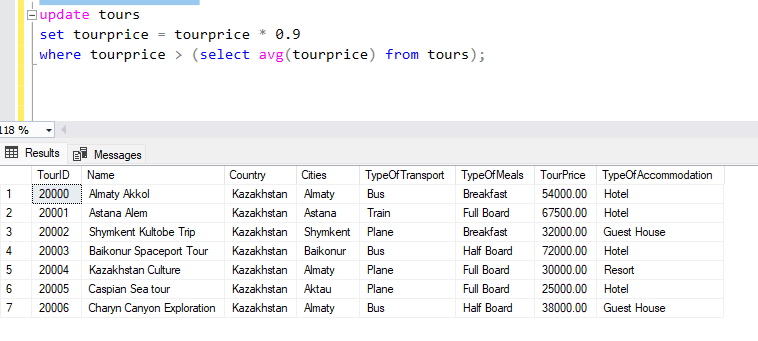 update tours
set tourprice = tourprice * 0.9
where tourprice > (select avg(tourprice) from tours);
118 %
Results Messages
TourID Name Country Cities TypeOfTransport TypeOfMeals TourPrice TypeOfAccommodation
1 20000 Almaty Akkol Kazakhstan Almaty Bus Breakfast 54000.00 Hotel
2 20001 Astana Alem Kazakhstan Astana Train Full Board 67500.00 Hotel
3 20002 Shymkent Kultobe Trip Kazakhstan Shymkent Plane Breakfast 32000.00 Guest House
4 20003 Baikonur Spaceport Tour Kazakhstan Baikonur Bus Half Board 72000.00 Hotel
5 20004 Kazakhstan Culture Kazakhstan Almaty Plane Full Board 30000.00 Resort
6 20005 Caspian Sea tour Kazakhstan Aktau Plane Full Board 25000.00 Hotel
7 20006 Charyn Canyon Exploration Kazakhstan Almaty Bus Half Board 38000.00 Guest House